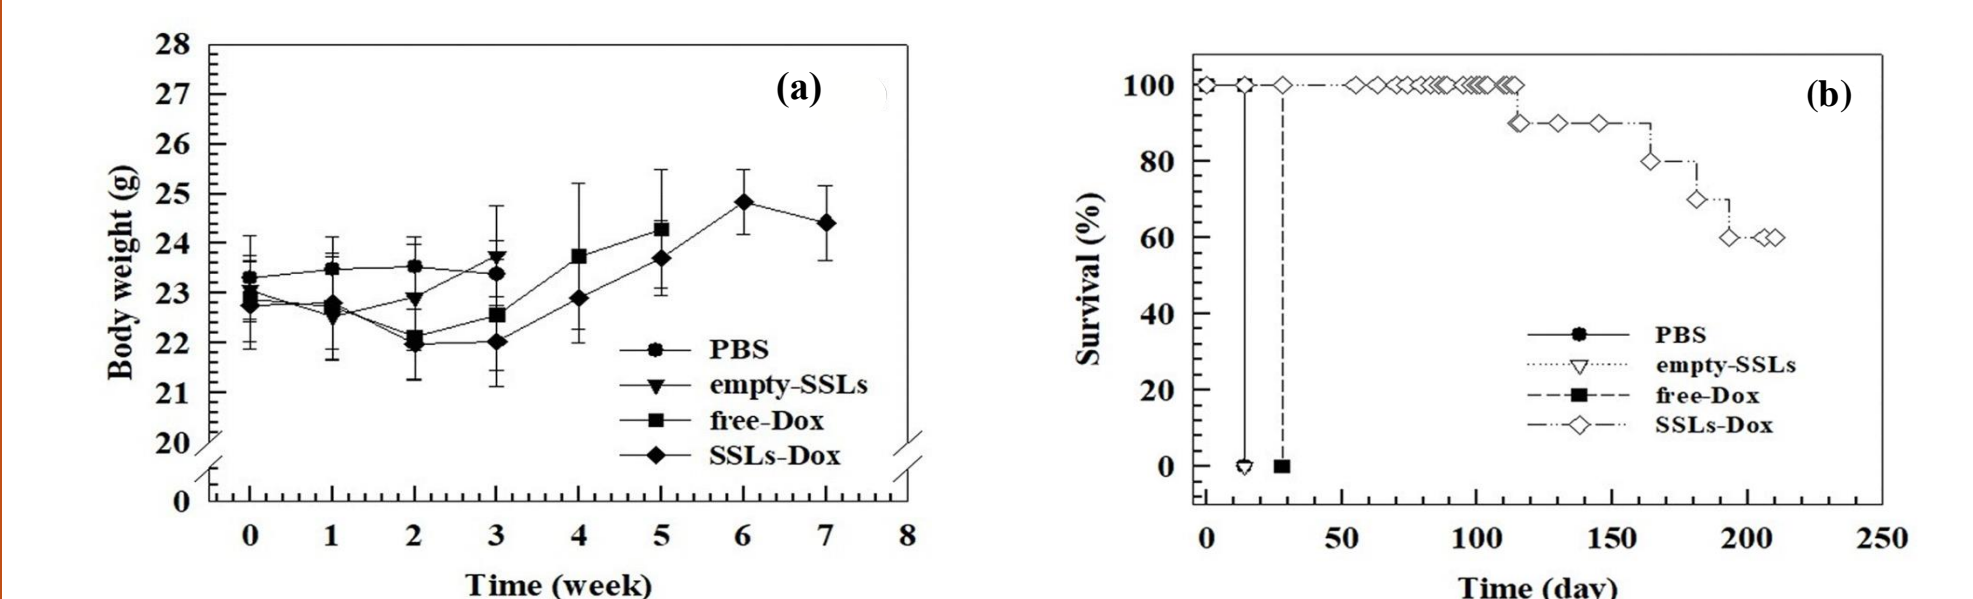 (a)
Body weight (g)
28
27
26
25
24
23
22
21
20
0
PBS
empty-SSLs
free-Dox
SSLs-Dox
0 1 2 3 4 5 6 7 8
Time (week)
(b)
Survival (%)
100
80
60
40
20
0
PBS
empty-SSLs
free-Dox
SSLs-Dox
0 50 100 150 200 250
Time (day)